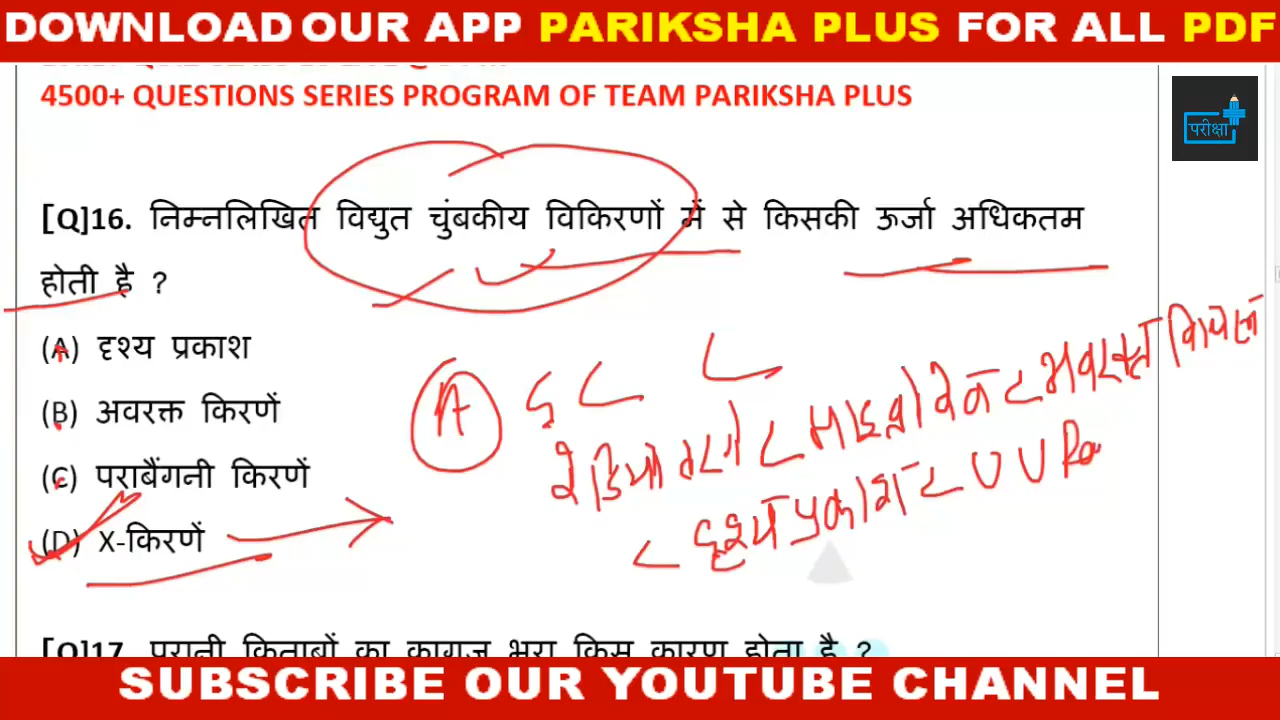 DOWNLOAD OUR APP PARIKSHA PLUS FOR ALL PDF
4500+ QUESTIONS SERIES PROGRAM OF TEAM PARIKSHA PLUS
परीक्षा
[Q]16. निम्नलिखित विद्युत चुंबकीय विकिरणों में से किसकी ऊर्जा अधिकतम
होती है ?
(A) दृश्य प्रकाश
(B) अवरक्त किरणें
(C) पराबैंगनी किरणें
(D) X-किरणें
A
रेडियो तरंगे < माइक्रोवेव < अवरक्त
< दृश्य प्रकाश < UV Ra
[Q]17. पुरानी किताबों का कागज भूरा किस कारण होता है ?
SUBSCRIBE OUR YOUTUBE CHANNEL